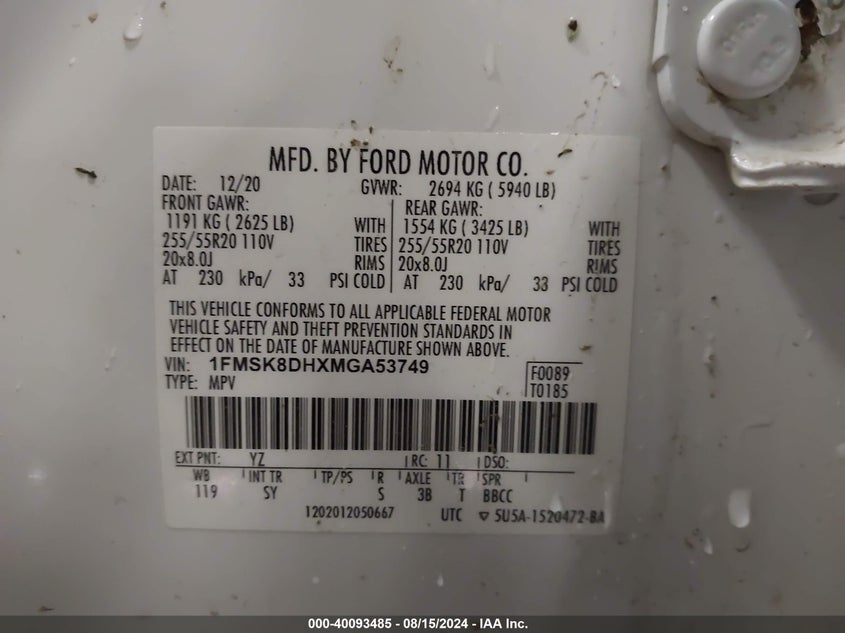 MFD. BY FORD MOTOR CO.
DATE: 12/20 GVWR: 2694 KG ( 5940 LB)
FRONT GAWR: REAR GAWR:
1191 KG ( 2625 LB) WITH 1554 KG ( 3425 LB) WITH
255/55R20 110V TIRES 255/55R20 110V TIRES
20x8.0J RIMS 20x8.0J RIMS
AT 230 kPa/ 33 PSI COLD AT 230 kPa/ 33 PSI COLD
THIS VEHICLE CONFORMS TO ALL APPLICABLE FEDERAL MOTOR
VEHICLE SAFETY AND THEFT PREVENTION STANDARDS IN
EFFECT ON THE DATE OF MANUFACTURE SHOWN ABOVE.
VIN: 1FMSK8DHXMGA53749 F0089
TYPE: MPV T0185
EXT PNT: YZ RC: 11 DSO:
WB INT TR TP/PS R AXLE TR SPR
119 SY S 3B T BBCC
1202012050667 UTC 5U5A-1520472-BA
000-40093485 - 08/15/2024 - IAA Inc.